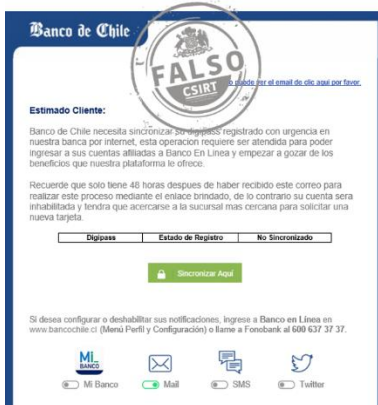 Banco de Chile
FALSO
CSIRT
puede ver el email de clic aqui por favor.
Estimado Cliente:
Banco de Chile necesita sincronizar su digipass registrado con urgencia en
nuestra banca por internet, esta operacion requiere ser atendida para poder
ingresar a sus cuentas afiliadas a Banco En Linea y empezar a gozar de los
beneficios que nuestra plataforma le ofrece.
Recuerde que solo tiene 48 horas despues de haber recibido este correo para
realizar este proceso mediante el enlace brindado, de lo contrario su cuenta sera
inhabilitada y tendra que acercarse a la sucursal mas cercana para solicitar una
nueva tarjeta.
Digipass Estado de Registro No Sincronizado
Sincronizar Aqui
Si desea configurar o deshabilitar sus notificaciones, ingrese a Banco en Línea en
www.bancochile.cl (Menú Perfil y Configuración) o llame a Fonobank al 600 637 37 37.
Mi
BANCO
Mi Banco Mail SMS Twitter